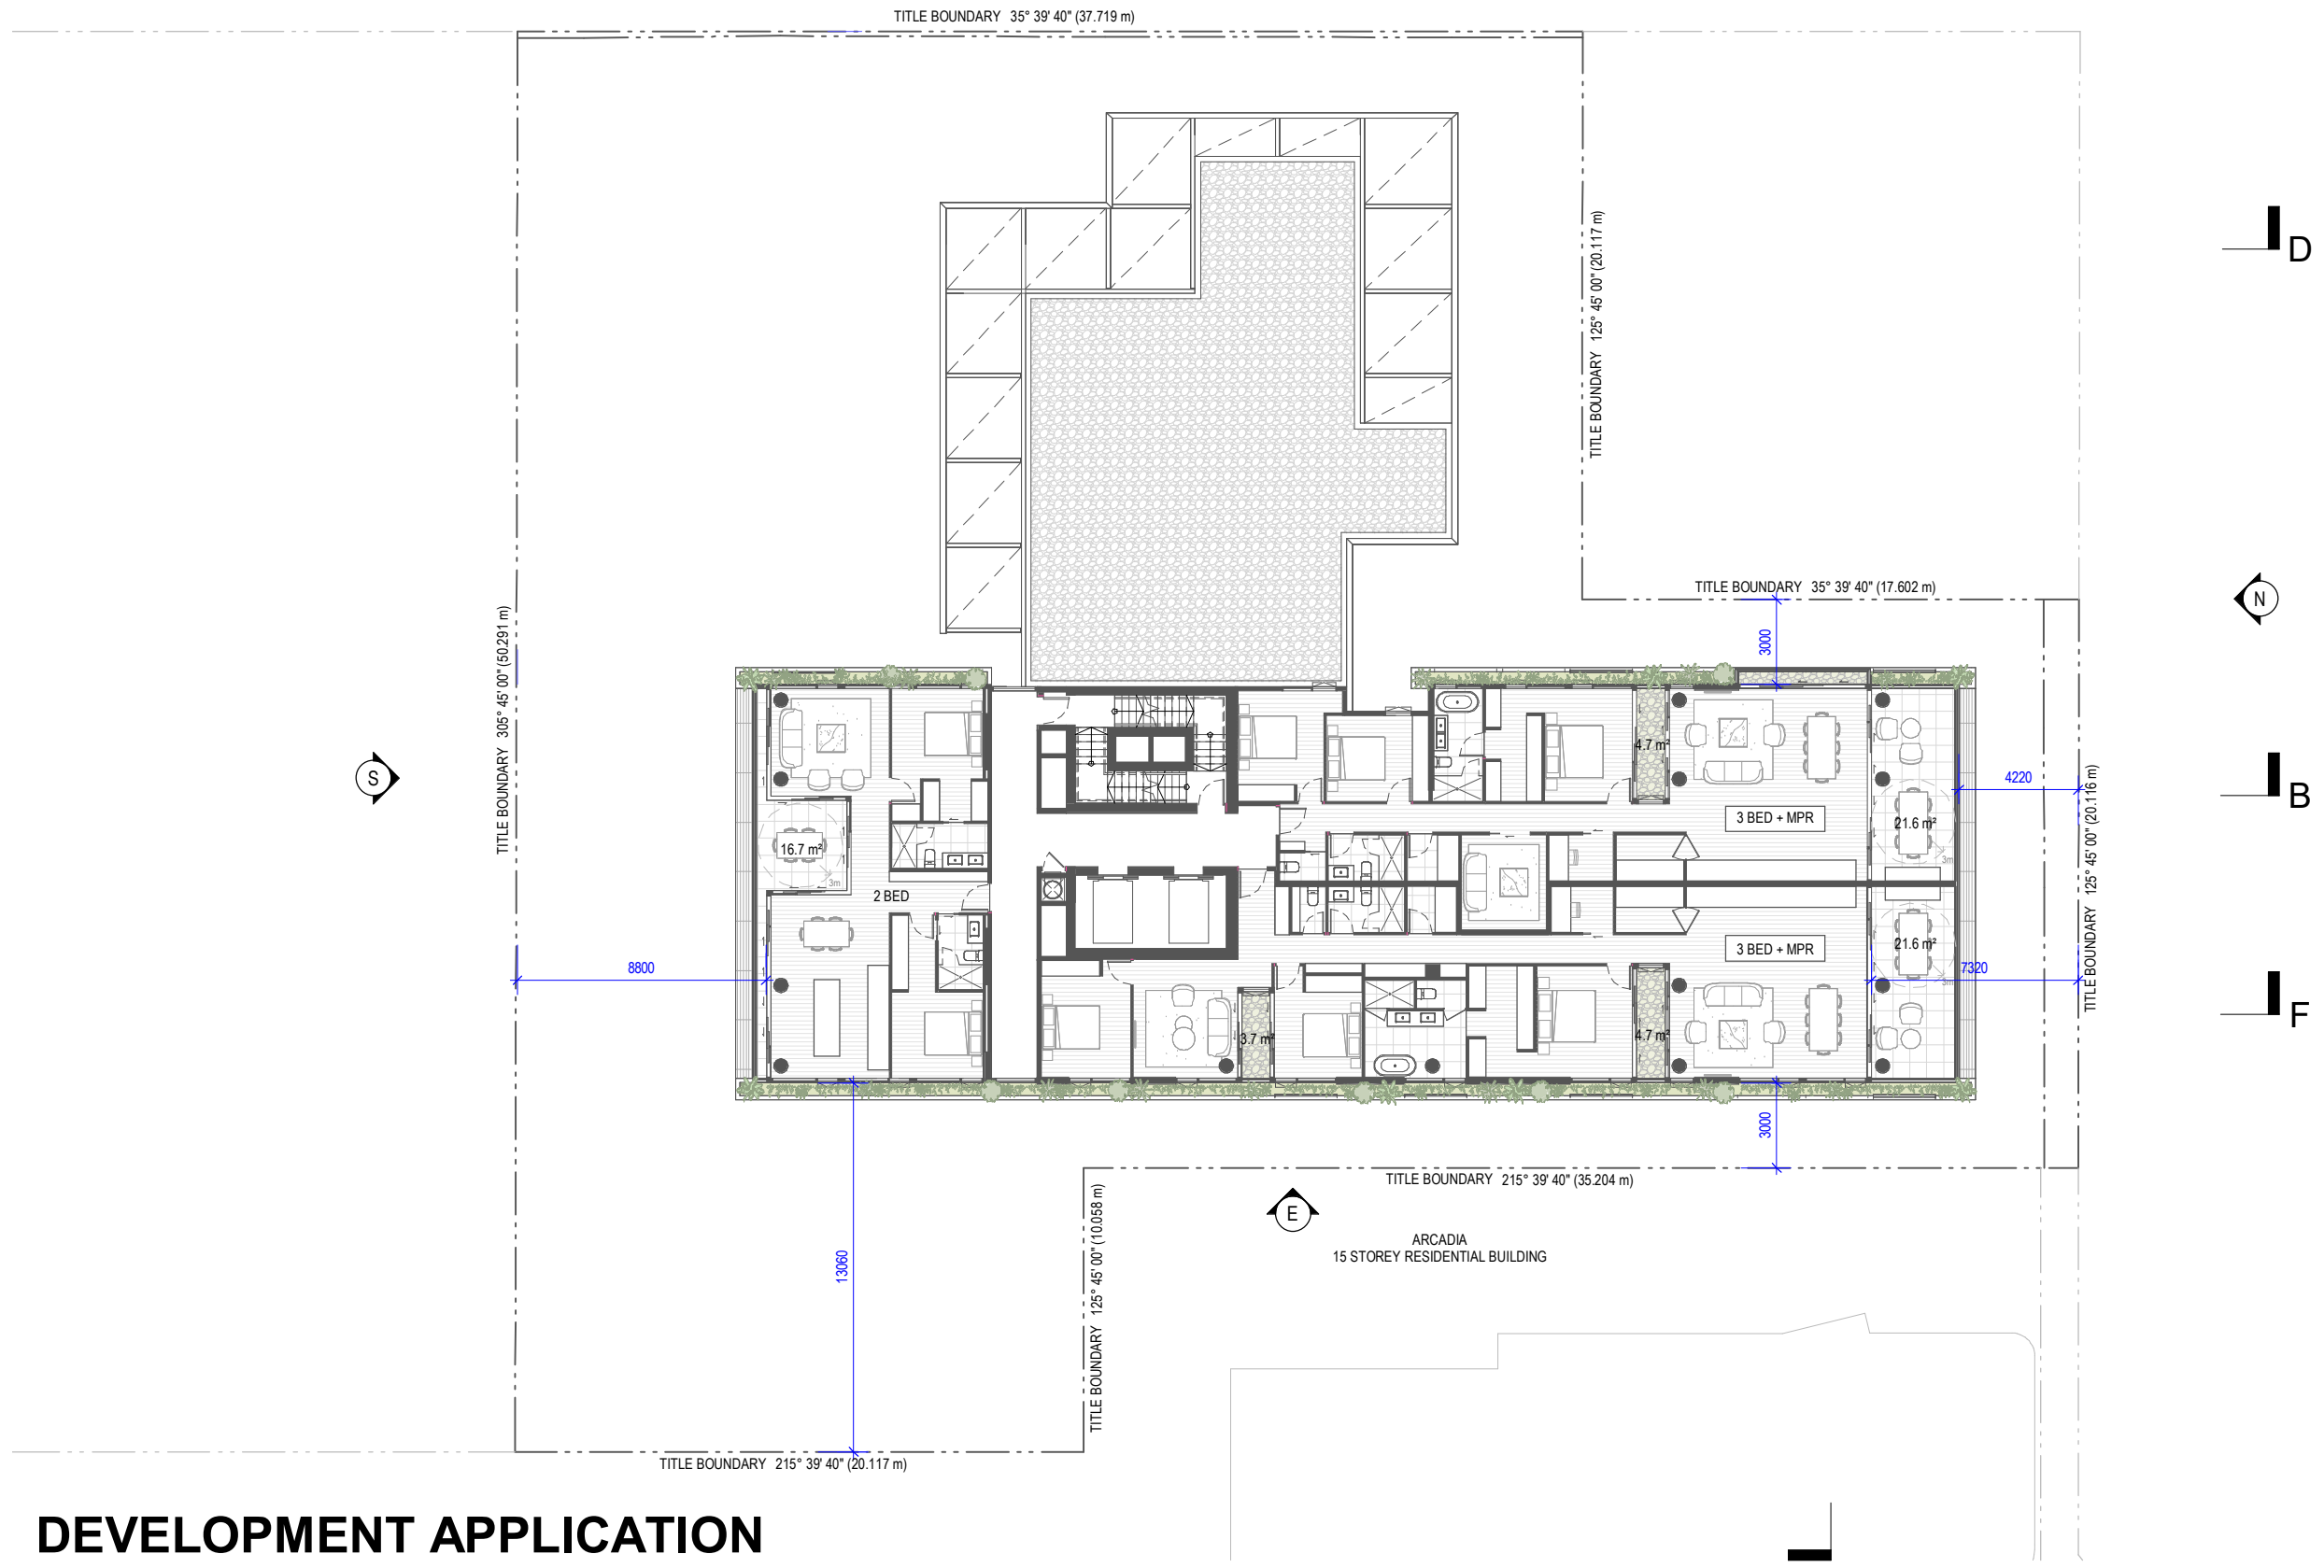 TITLE BOUNDARY 35° 39' 40" (37.719 m)
D
TITLE BOUNDARY 125° 45' 00" (20.117 m)
TITLE BOUNDARY 35° 39' 40" (17.602 m)
N
3000
TITLE BOUNDARY 305° 45' 00" (50.291 m)
S
4.7 m²
4220
TITLE BOUNDARY 125° 45' 00" (20.116 m)
B
3 BED + MPR
21.6 m²
16.7 m²
3m
3m
2 BED
3 BED + MPR
21.6 m²
8800
7320
3m
F
3.7 m²
4.7 m²
3000
TITLE BOUNDARY 215° 39' 40" (35.204 m)
E
TITLE BOUNDARY 125° 45' 00" (10.058 m)
ARCADIA
15 STOREY RESIDENTIAL BUILDING
13060
TITLE BOUNDARY 215° 39' 40" (20.117 m)
DEVELOPMENT APPLICATION